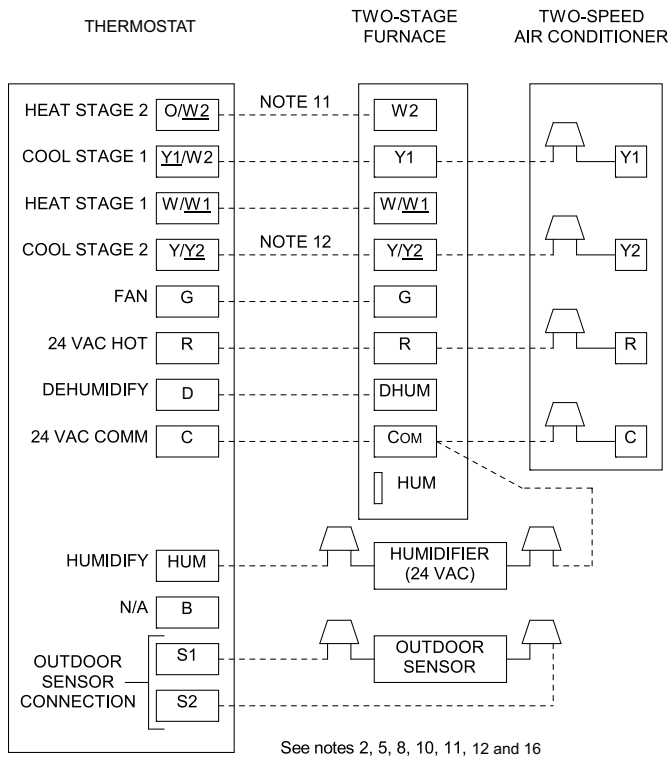 THERMOSTAT
TWO-STAGE
FURNACE
TWO-SPEED
AIR CONDITIONER
HEAT STAGE 2 O/W2 NOTE 11 W2
COOL STAGE 1 Y1/W2 Y1 Y1
HEAT STAGE 1 W/W1 W/W1
COOL STAGE 2 Y/Y2 NOTE 12 Y/Y2 Y2
FAN G G
24 VAC HOT R R R
DEHUMIDIFY D DHUM
24 VAC COMM C COM C
HUM
HUMIDIFY HUM HUMIDIFIER
(24 VAC)
N/A B
S1 OUTDOOR
SENSOR
OUTDOOR
SENSOR
CONNECTION
S2
See notes 2, 5, 8, 10, 11, 12 and 16